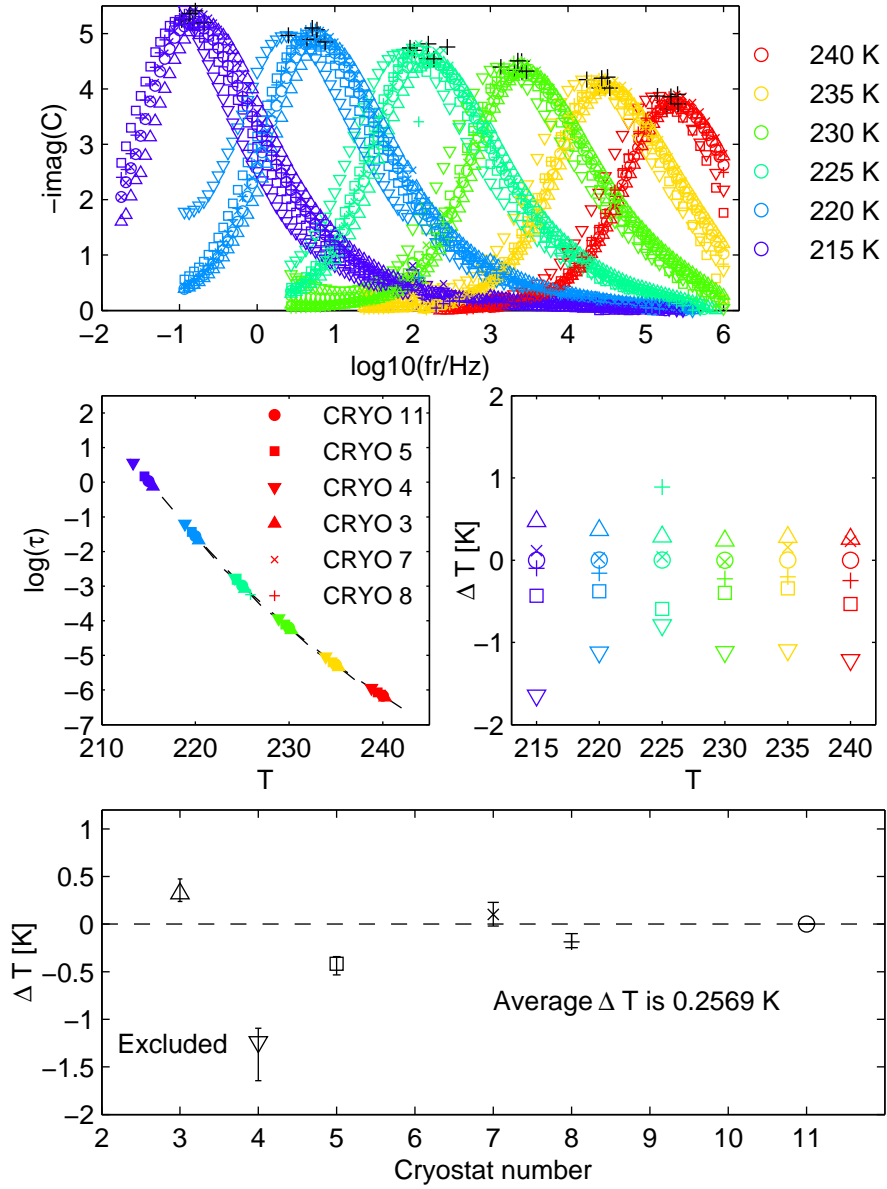 5
4
3
2
1
0
−imag(C)
−2
−1
0
1
2
3
4
5
6
log10(fr/Hz)
240 K
235 K
230 K
225 K
220 K
215 K
2
1
0
−1
−2
−3
−4
−5
−6
−7
log(τ)
210
220
230
240
T
CRYO 11
CRYO 5
CRYO 4
CRYO 3
CRYO 7
CRYO 8
2
1
0
−1
−2
Δ T [K]
215
220
225
230
235
240
T
1
0.5
0
−0.5
−1
−1.5
−2
Δ T [K]
Average Δ T is 0.2569 K
Excluded
2
3
4
5
6
7
8
9
10
11
Cryostat number